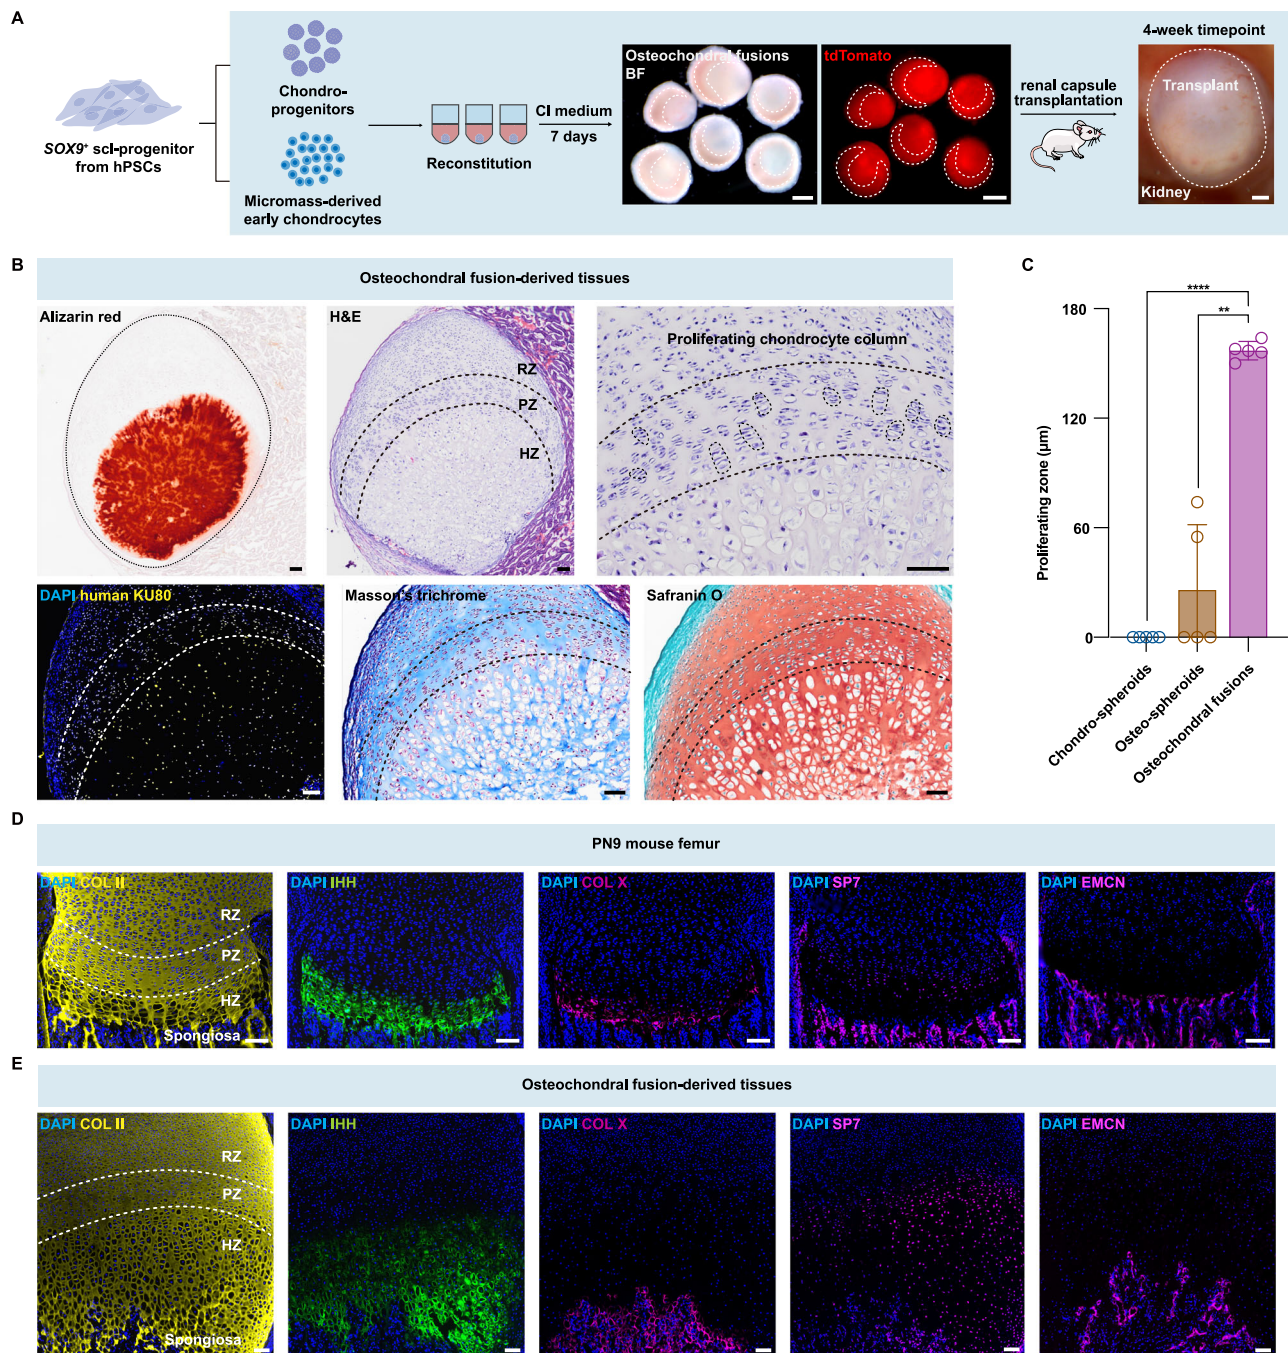 A
SOX9+ scl-progenitor
from hPSCs
Chondro-
progenitors
Micromass-derived
early chondrocytes
Reconstitution
CI medium
7 days
Osteochondral fusions
BF
tdTomato
renal capsule
transplantation
4-week timepoint
Transplant
Kidney
B
Osteochondral fusion-derived tissues
Alizarin red
H&E
RZ
PZ
HZ
Proliferating chondrocyte column
DAPI human KU80
Masson's trichrome
Safranin O
C
****
**
180
120
60
0
Proliferating zone (μm)
Chondro-spheroids
Osteo-spheroids
Osteochondral fusions
D
PN9 mouse femur
DAPI COL II
RZ
PZ
HZ
Spongiosa
DAPI IHH
DAPI COL X
DAPI SP7
DAPI EMCN
E
Osteochondral fusion-derived tissues
DAPI COL II
RZ
PZ
HZ
Spongiosa
DAPI IHH
DAPI COL X
DAPI SP7
DAPI EMCN